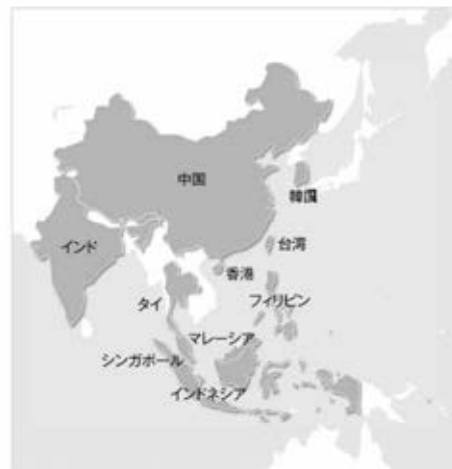 中国
韓国
インド
台湾
香港
タイ
フィリピン
マレーシア
シンガポール
インドネシア